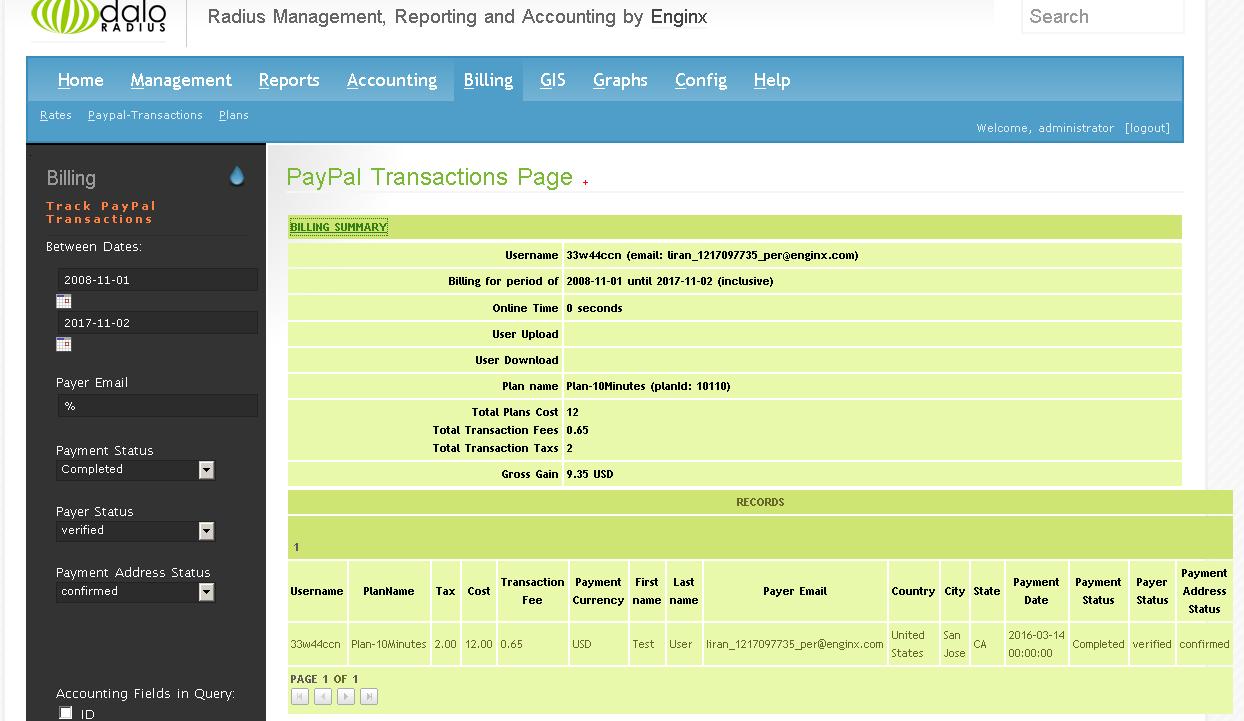 dalo
RADIUS
Radius Management, Reporting and Accounting by Enginx
Search
Home Management Reports Accounting Billing GIS Graphs Config Help
Rates Paypal-Transactions Plans
Welcome, administrator [logout]
Billing
Track PayPal
Transactions
Between Dates:
2008-11-01
2017-11-02
Payer Email
%
Payment Status
Completed
Payer Status
verified
Payment Address Status
confirmed
Accounting Fields in Query:
ID
PayPal Transactions Page +
BILLING SUMMARY
Username 33w44ccn (email: liran_1217097735_per@enginx.com)
Billing for period of 2008-11-01 until 2017-11-02 (inclusive)
Online Time 0 seconds
User Upload
User Download
Plan name Plan-10Minutes (planId: 10110)
Total Plans Cost 12
Total Transaction Fees 0.65
Total Transaction Taxs 2
Gross Gain 9.35 USD
RECORDS
1
Username PlanName Tax Cost Transaction Fee Payment Currency First name Last name Payer Email Country City State Payment Date Payment Status Payer Status Payment Address Status
33w44ccn Plan-10Minutes 2.00 12.00 0.65 USD Test User liran_1217097735_per@enginx.com United States San Jose CA 2016-03-14 00:00:00 Completed verified confirmed
PAGE 1 OF 1